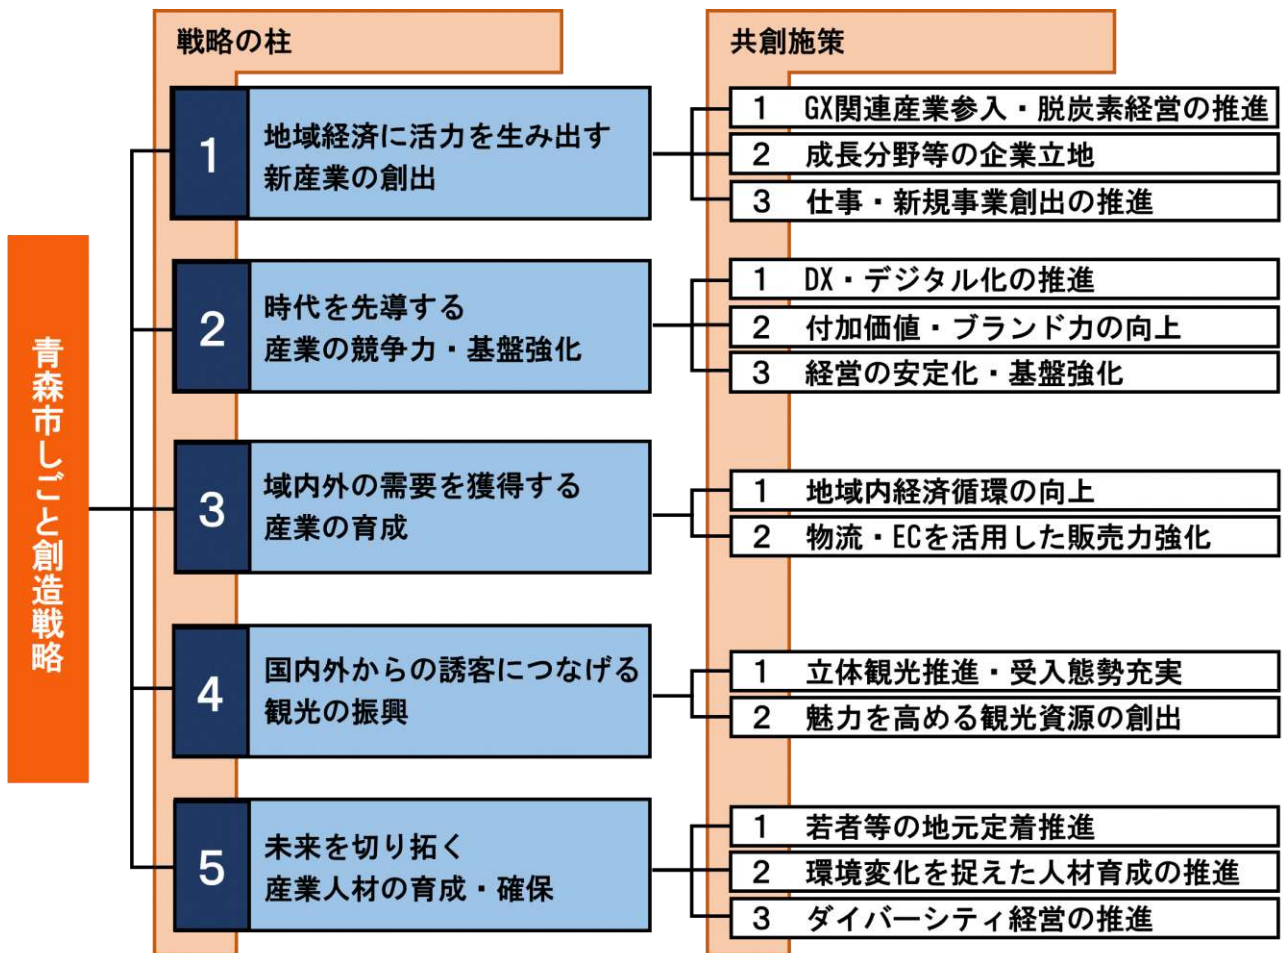 青森市しごと創造戦略
戦略の柱
共創施策
1
地域経済に活力を生み出す
新産業の創出
1 GX関連産業参入・脱炭素経営の推進
2 成長分野等の企業立地
3 仕事・新規事業創出の推進
2
時代を先導する
産業の競争力・基盤強化
1 DX・デジタル化の推進
2 付加価値・ブランド力の向上
3 経営の安定化・基盤強化
3
域内外の需要を獲得する
産業の育成
1 地域内経済循環の向上
2 物流・ECを活用した販売力強化
4
国内外からの誘客につなげる
観光の振興
1 立体観光推進・受入態勢充実
2 魅力を高める観光資源の創出
5
未来を切り拓く
産業人材の育成・確保
1 若者等の地元定着推進
2 環境変化を捉えた人材育成の推進
3 ダイバーシティ経営の推進